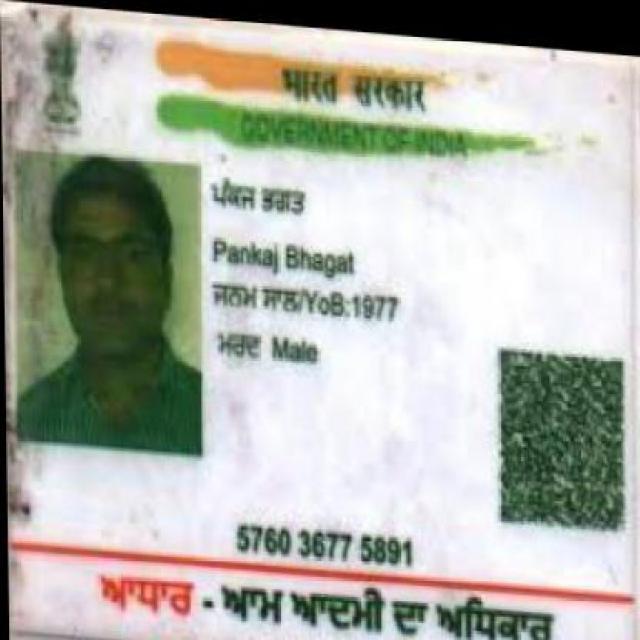 भारत सरकार
GOVERNMENT OF INDIA
ਪੰਕਜ ਭਗਤ
Pankaj Bhagat
ਜਨਮ ਸਾਲ/YoB:1977
ਮਰਦ Male
5760 3677 5891
ਆਧਾਰ - ਆਮ ਆਦਮੀ ਦਾ ਅਧਿਕਾਰ